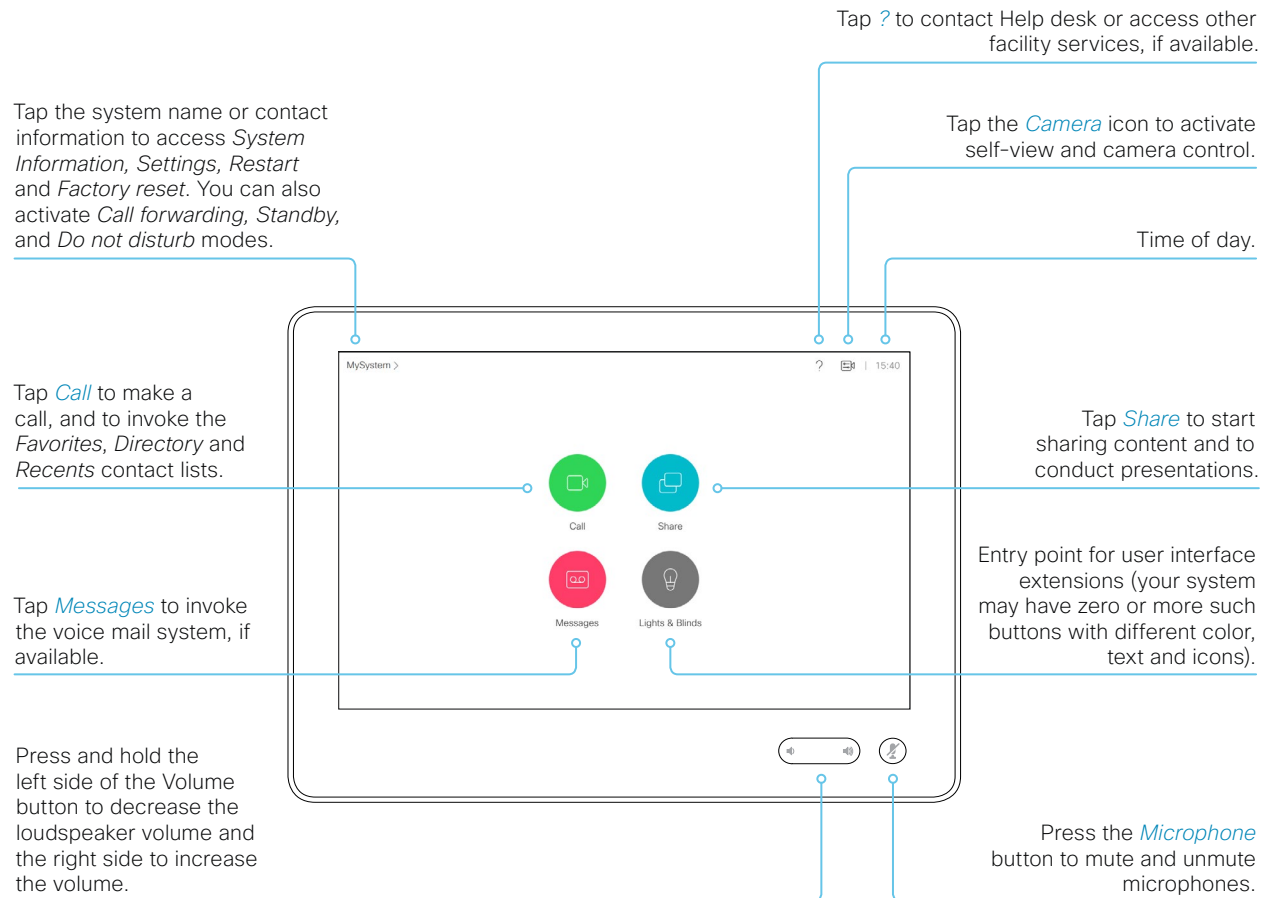 Tap ? to contact Help desk or access other
facility services, if available.
Tap the system name or contact
information to access System
Information, Settings, Restart
and Factory reset. You can also
activate Call forwarding, Standby,
and Do not disturb modes.
Tap the Camera icon to activate
self-view and camera control.
Time of day.
MySystem >
? | 15:40
Tap Call to make a
call, and to invoke the
Favorites, Directory and
Recents contact lists.
Tap Share to start
sharing content and to
conduct presentations.
Call
Share
Messages
Lights & Blinds
Tap Messages to invoke
the voice mail system, if
available.
Entry point for user interface
extensions (your system
may have zero or more such
buttons with different color,
text and icons).
Press and hold the
left side of the Volume
button to decrease the
loudspeaker volume and
the right side to increase
the volume.
Press the Microphone
button to mute and unmute
microphones.